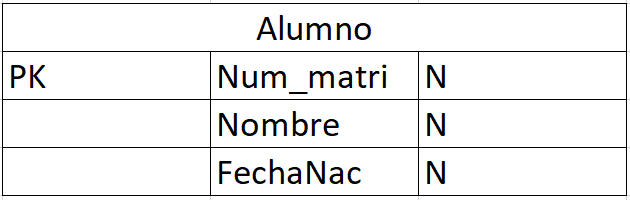 Alumno
PK Num_matri N
Nombre N
FechaNac N